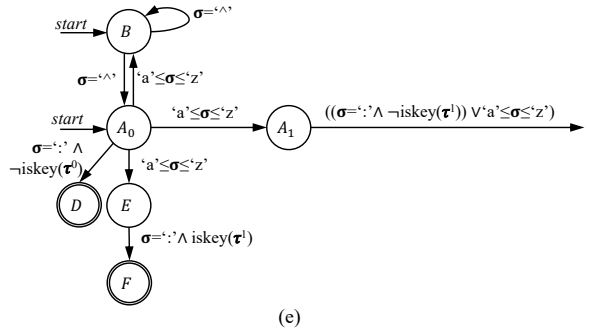 start
B
σ=‘^’
σ=‘^’
‘a’≤σ≤‘z’
start
A₀
‘a’≤σ≤‘z’
A₁
((σ=‘:’∧ ¬iskey(τ¹)) ∨‘a’≤σ≤‘z’)
σ=‘:’ ∧
¬iskey(τ⁰)
‘a’≤σ≤‘z’
D
E
σ=‘:’∧ iskey(τ¹)
F
(e)